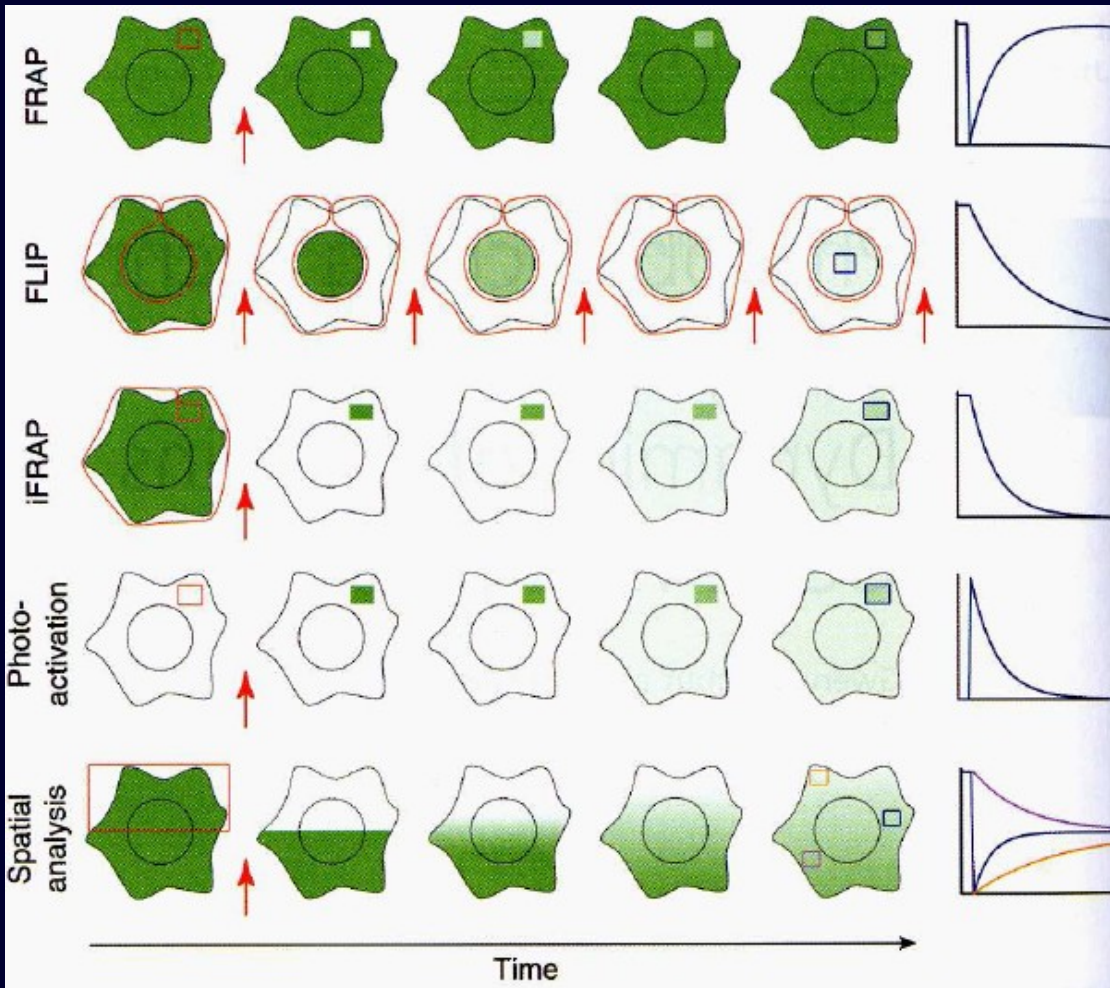 FRAP
FLIP
iFRAP
Photo-
activation
Spatial
analysis
Time